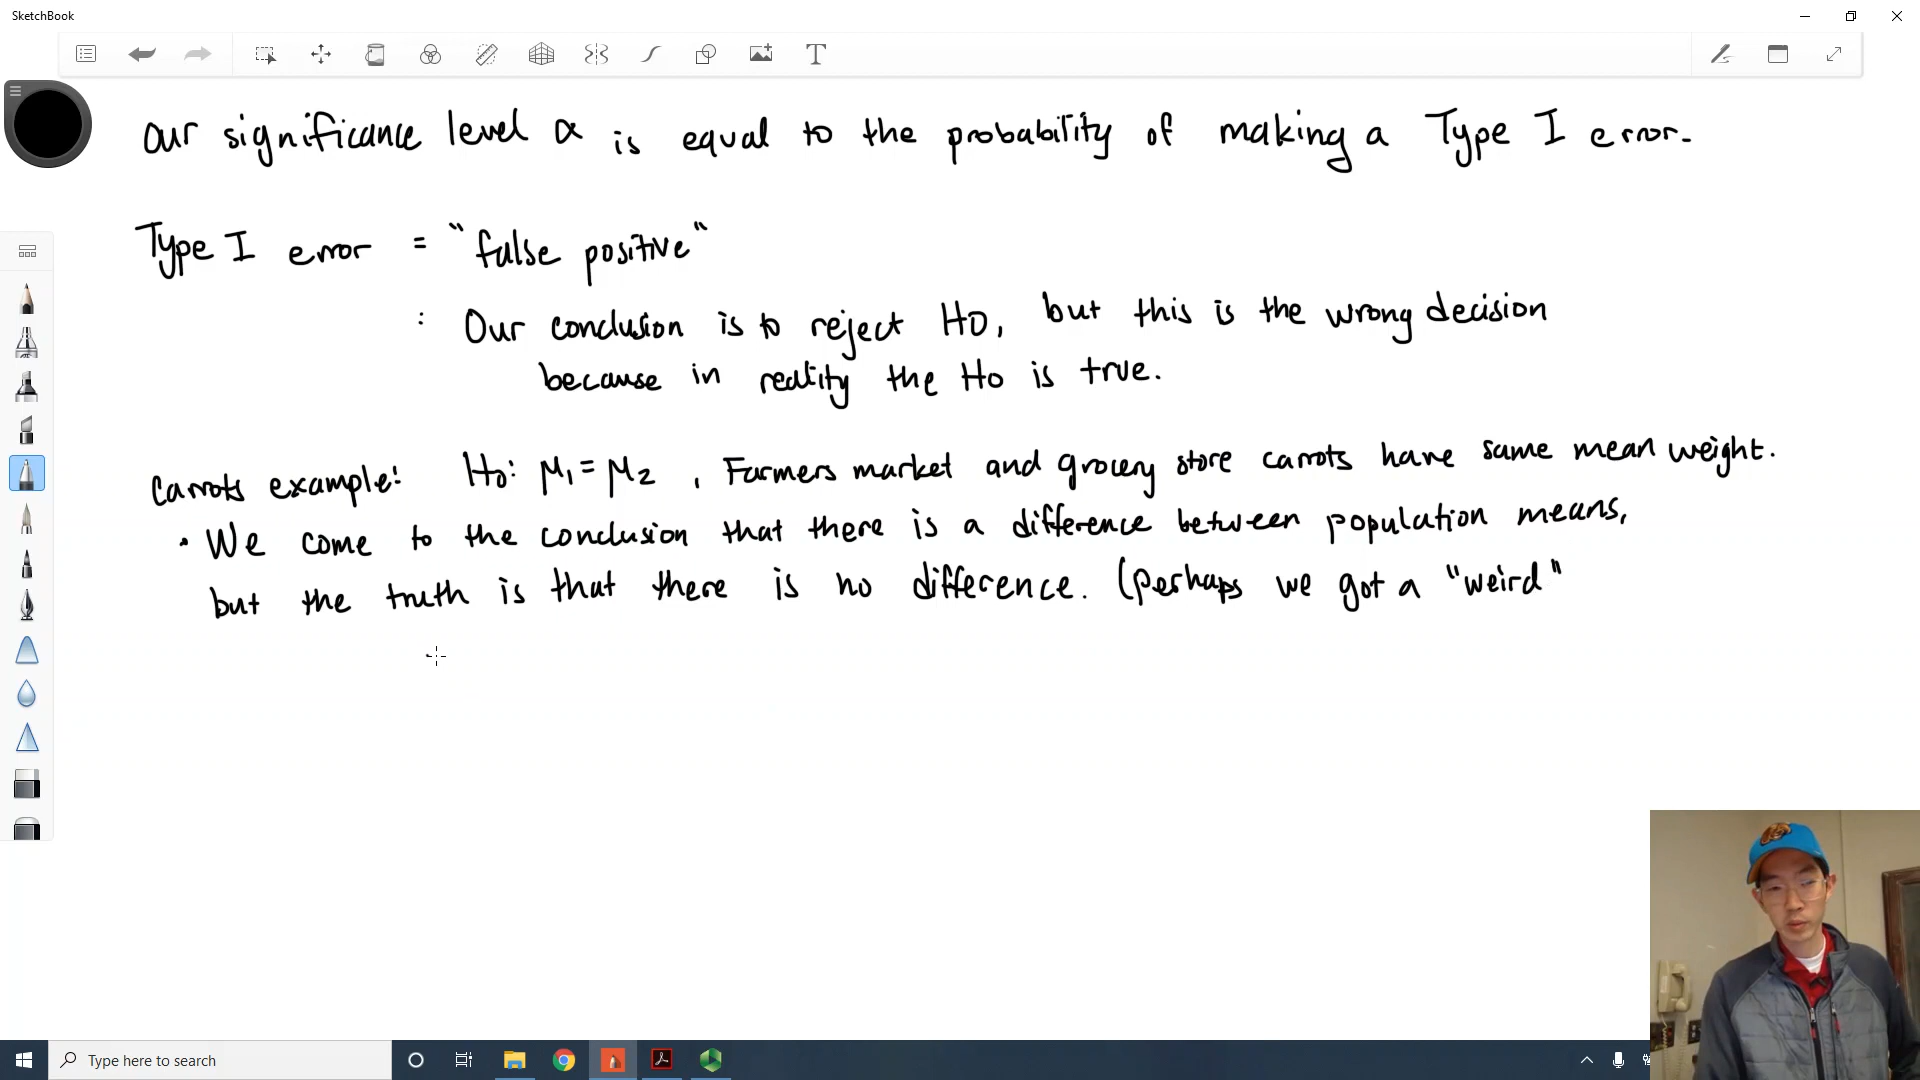 SketchBook
T
Our significance level α is equal to the probability of making a Type I error.
Type I error = "false positive"
: Our conclusion is to reject H0, but this is the wrong decision
because in reality the Ho is true.
Carrots example: Ho: μ1 = μ2 , Farmers market and grocery store carrots have same mean weight.
• We come to the conclusion that there is a difference between population means,
but the truth is that there is no difference. (perhaps we got a "weird"
Type here to search